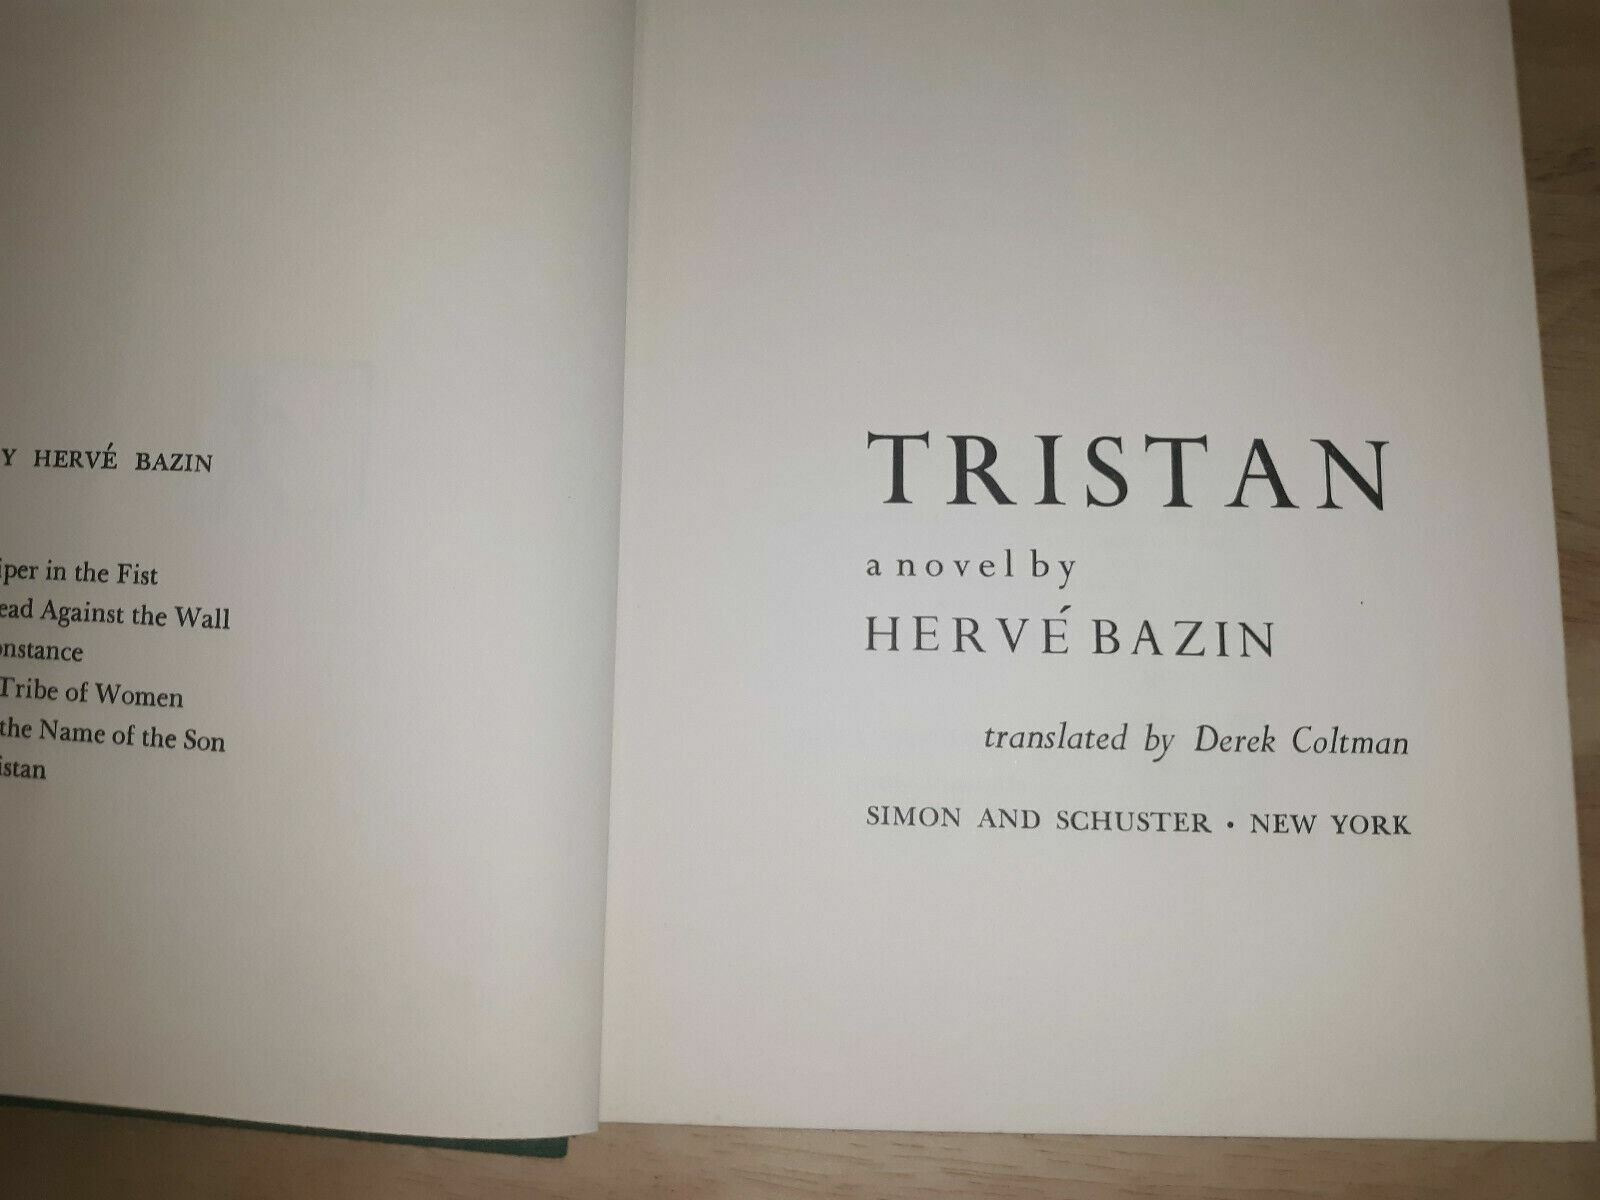 Y HERVÉ BAZIN
iper in the Fist
ead Against the Wall
onstance
Tribe of Women
the Name of the Son
istan
TRISTAN
a novel by
HERVÉ BAZIN
translated by Derek Coltman
SIMON AND SCHUSTER • NEW YORK